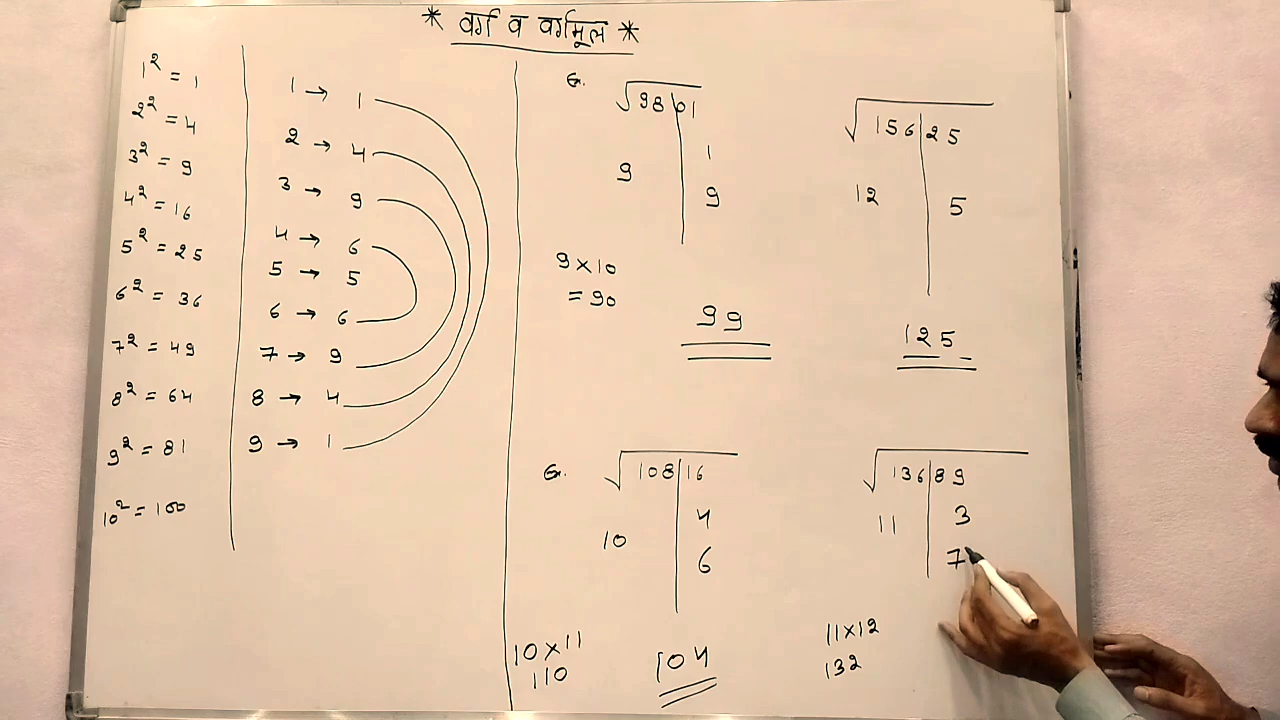 * वर्ग व वर्गमूल *
1² = 1
2² = 4
3² = 9
4² = 16
5² = 25
6² = 36
7² = 49
8² = 64
9² = 81
10² = 100
1 → 1
2 → 4
3 → 9
4 → 6
5 → 5
6 → 6
7 → 9
8 → 4
9 → 1
√98|01
1
9
9
9 × 10
= 90
99
√156|25
12 5
125
√108|16
4
10
6
10 × 11
110
104
√136|89
11 3
7
11×12
132